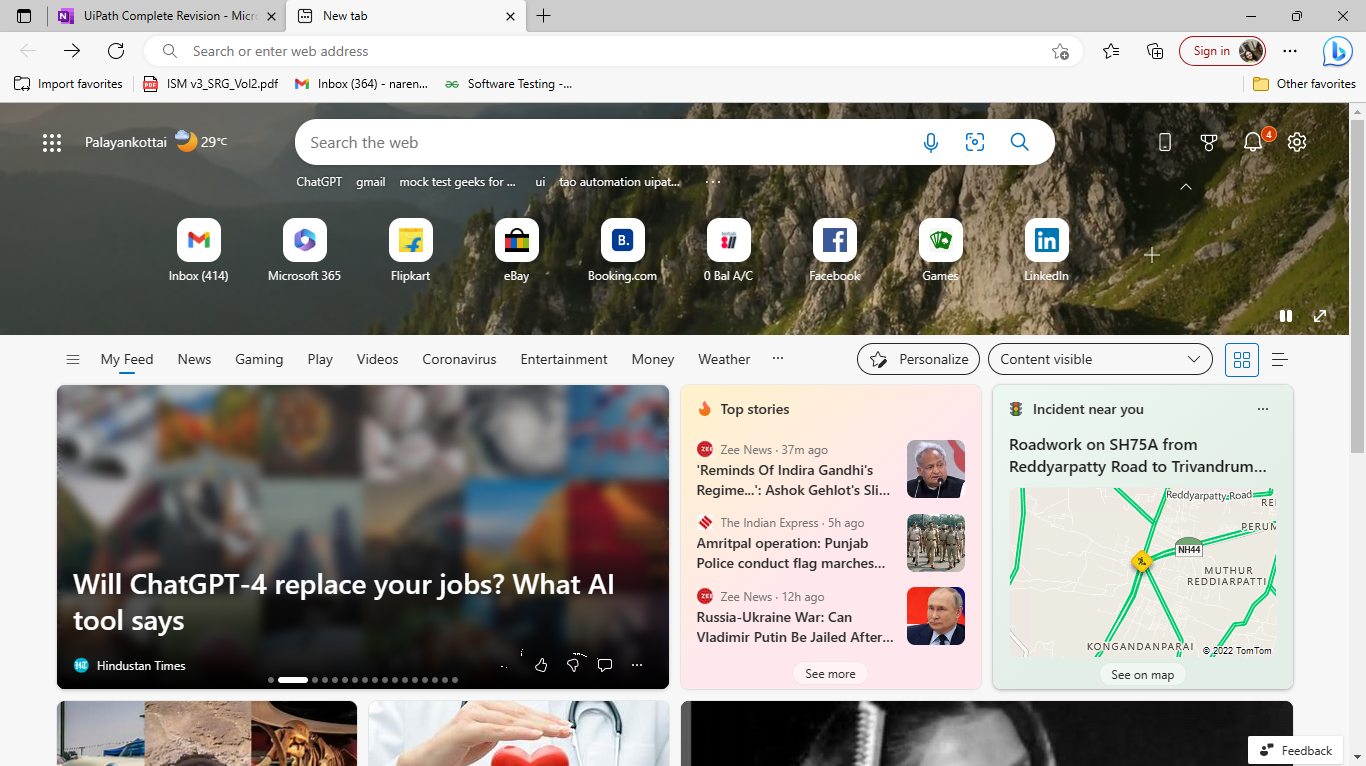 UiPath Complete Revision - Micr
New tab
Search or enter web address
Sign in
Import favorites
PDF
ISM v3_SRG_Vol2.pdf
Inbox (364) - naren...
Software Testing -...
Other favorites
Palayankottai
29°C
Search the web
4
ChatGPT
gmail
mock test geeks for ...
ui
tao automation uipat...
Inbox (414)
Microsoft 365
Flipkart
eBay
B.
Booking.com
0 Bal A/C
Facebook
Games
LinkedIn
My Feed
News
Gaming
Play
Videos
Coronavirus
Entertainment
Money
Weather
Personalize
Content visible
Will ChatGPT-4 replace your jobs? What AI
tool says
HT
Hindustan Times
Top stories
ZEE
Zee News · 37m ago
'Reminds Of Indira Gandhi's
Regime...': Ashok Gehlot's Sli...
The Indian Express · 5h ago
Amritpal operation: Punjab
Police conduct flag marches...
ZEE
Zee News · 12h ago
Russia-Ukraine War: Can
Vladimir Putin Be Jailed After...
See more
Incident near you
Roadwork on SH75A from
Reddyarpatty Road to Trivandrum...
Reddyarpatty Road
RE
PERUM
NH44
MUTHUR
REDDIARPATTI
KONGANDANPARAI
© 2022 TomTom
See on map
Feedback